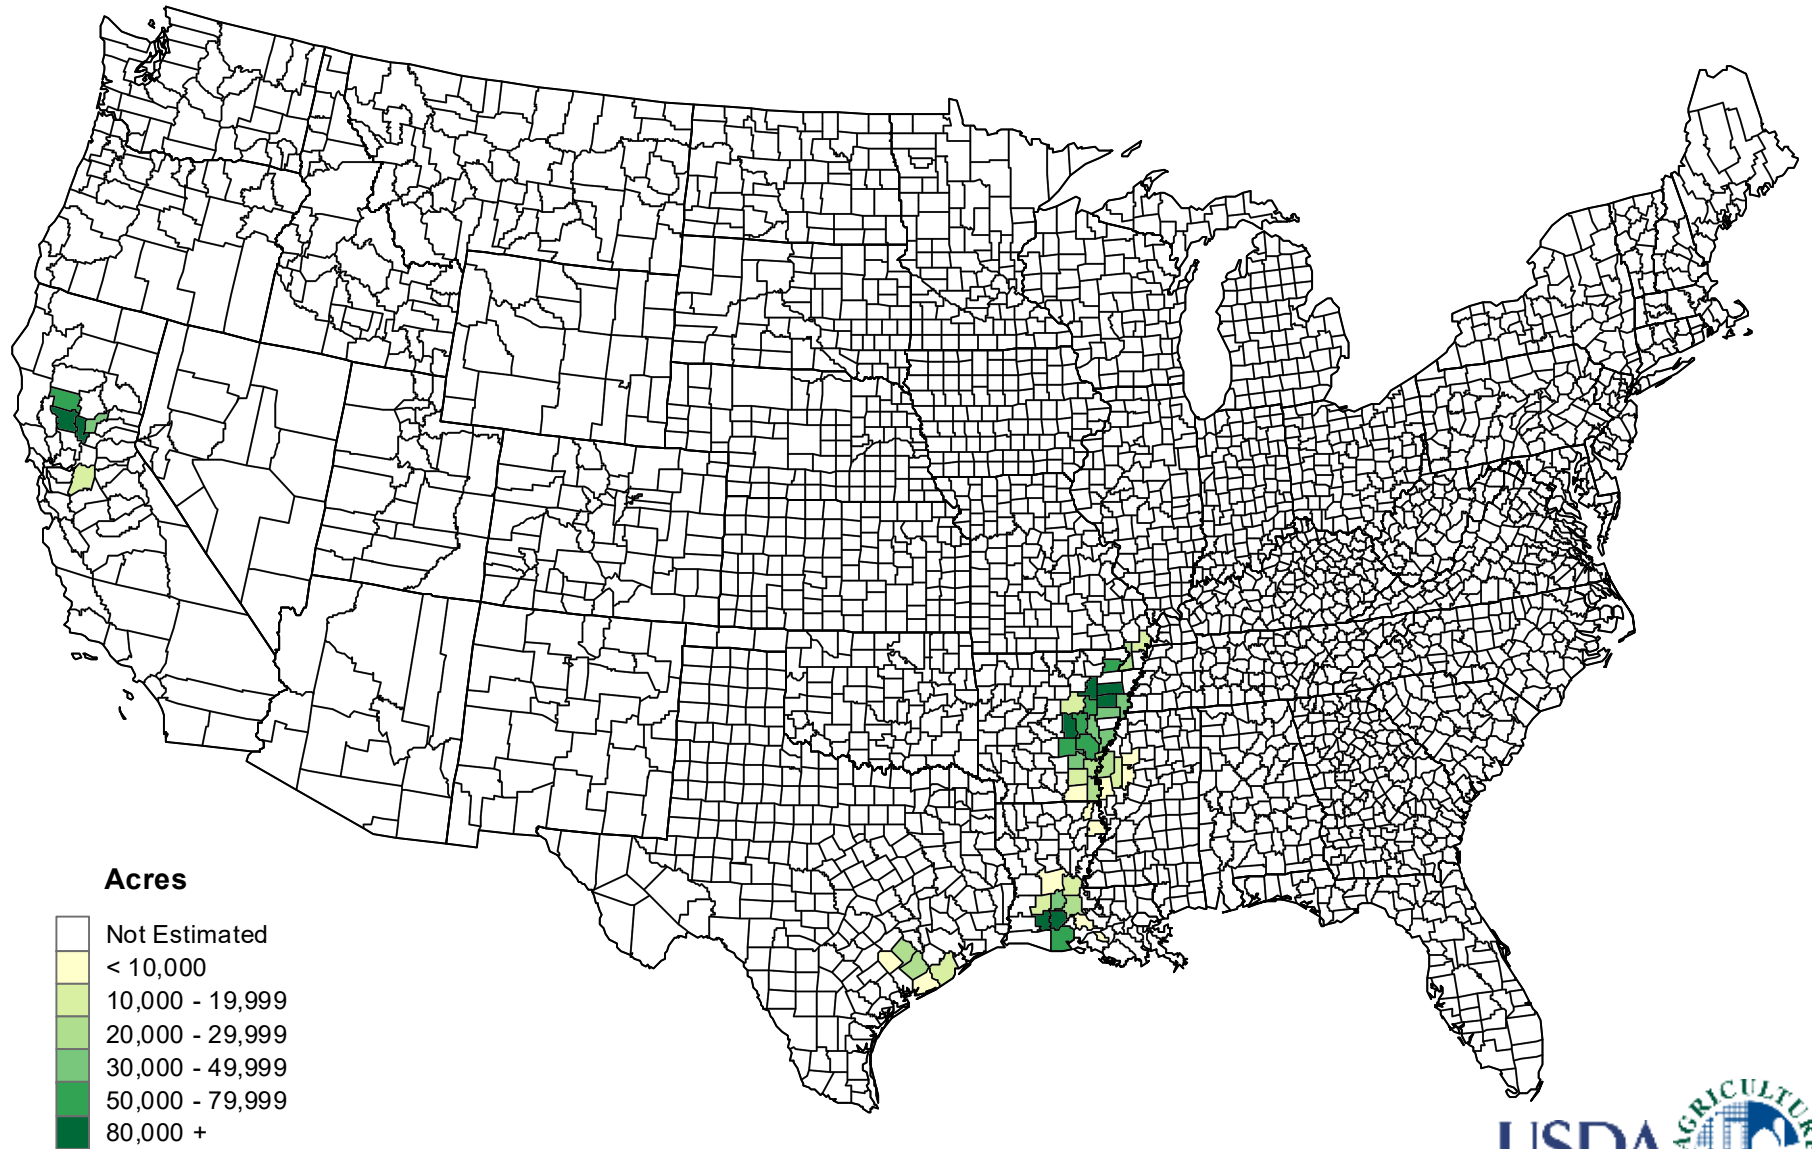 Acres
Not Estimated
< 10,000
10,000 - 19,999
20,000 - 29,999
30,000 - 49,999
50,000 - 79,999
80,000 +
USDA
AGRICULTUR